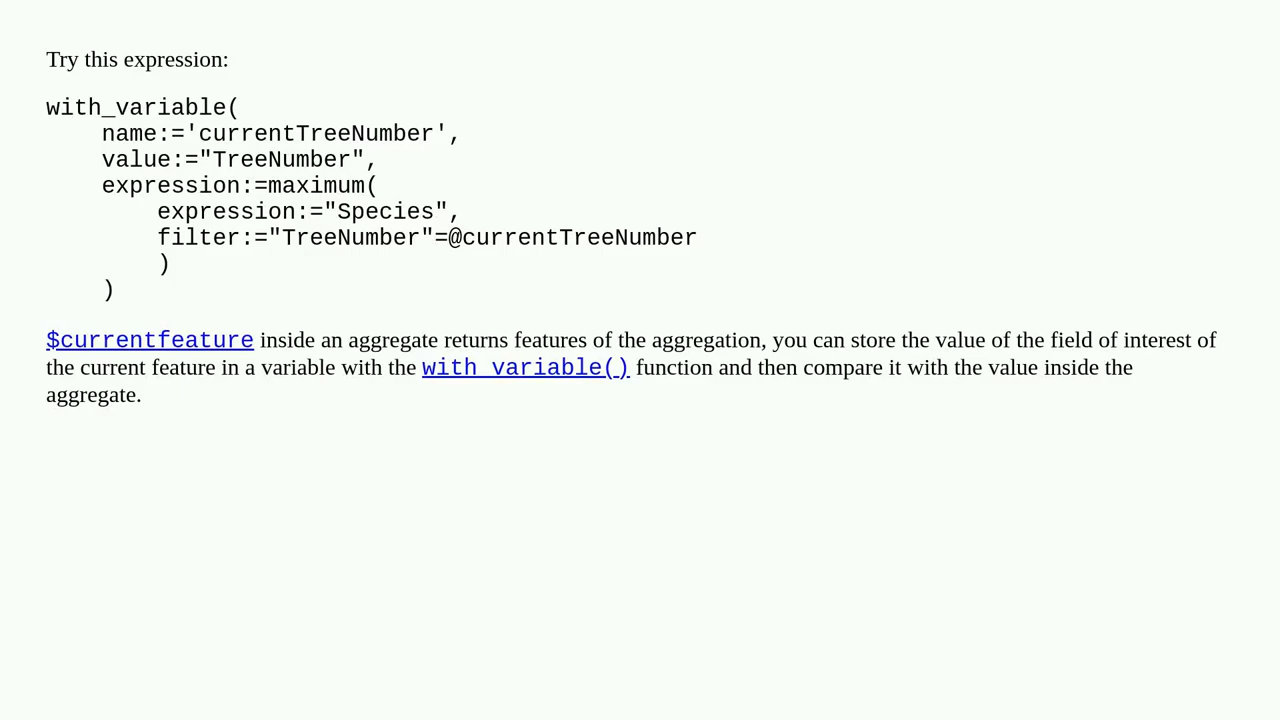 Try this expression:
with_variable(
    name:='currentTreeNumber',
    value:="TreeNumber",
    expression:=maximum(
        expression:="Species",
        filter:="TreeNumber"=@currentTreeNumber
        )
    )
$currentfeature inside an aggregate returns features of the aggregation, you can store the value of the field of interest of
the current feature in a variable with the with_variable() function and then compare it with the value inside the
aggregate.